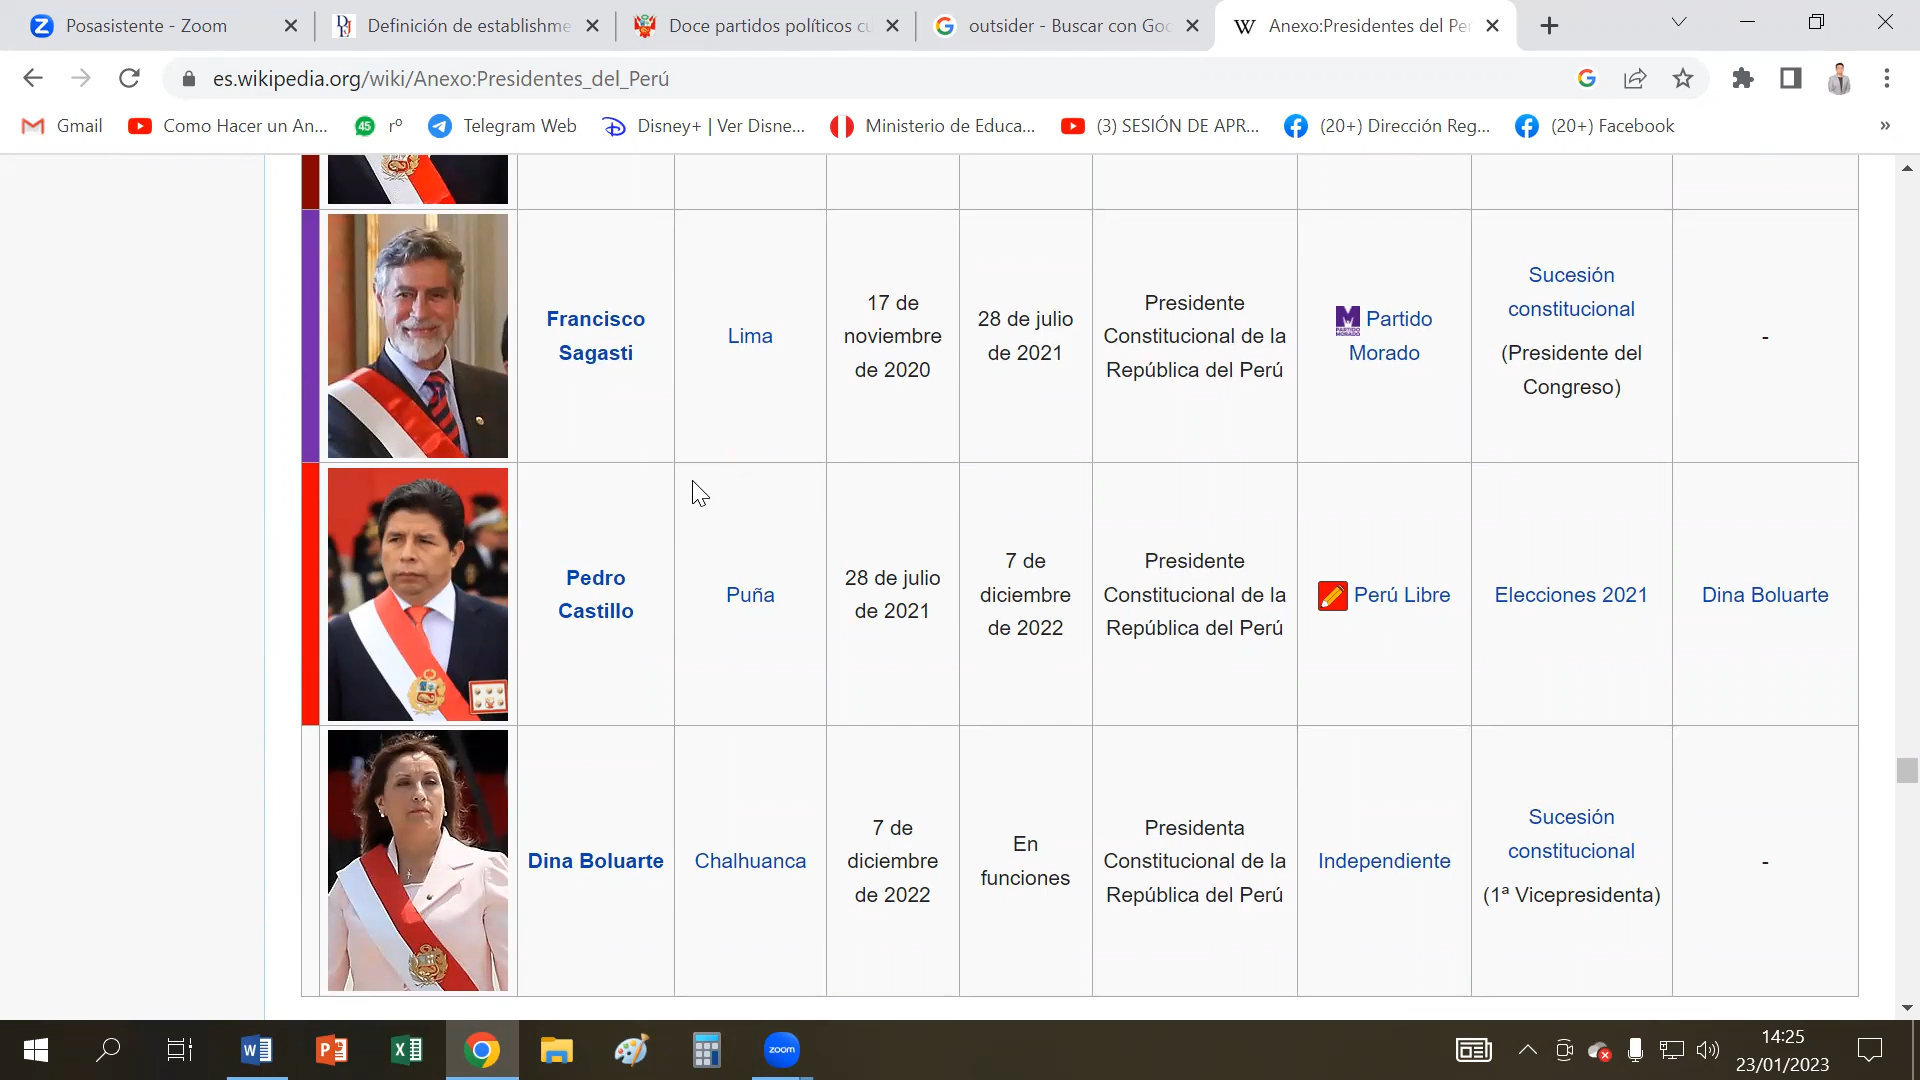 Posasistente - Zoom
Definición de establishme
Doce partidos políticos cu
outsider - Buscar con Goo
Anexo:Presidentes del Per
es.wikipedia.org/wiki/Anexo:Presidentes_del_Perú
Gmail
Como Hacer un An...
45
rº
Telegram Web
Disney+ | Ver Disne...
Ministerio de Educa...
(3) SESIÓN DE APR...
(20+) Dirección Reg...
(20+) Facebook
»
Francisco
Sagasti
Lima
17 de
noviembre
de 2020
28 de julio
de 2021
Presidente
Constitucional de la
República del Perú
Partido
Morado
Sucesión
constitucional
(Presidente del
Congreso)
-
Pedro
Castillo
Puña
28 de julio
de 2021
7 de
diciembre
de 2022
Presidente
Constitucional de la
República del Perú
Perú Libre
Elecciones 2021
Dina Boluarte
Dina Boluarte
Chalhuanca
7 de
diciembre
de 2022
En
funciones
Presidenta
Constitucional de la
República del Perú
Independiente
Sucesión
constitucional
(1ª Vicepresidenta)
-
zoom
14:25
23/01/2023